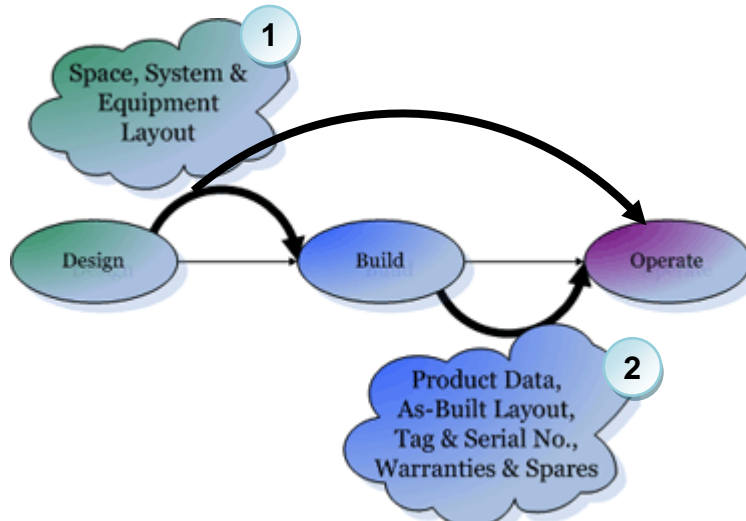 1
Space, System &
Equipment
Layout
Design
Build
Operate
2
Product Data,
As-Built Layout,
Tag & Serial No.,
Warranties & Spares